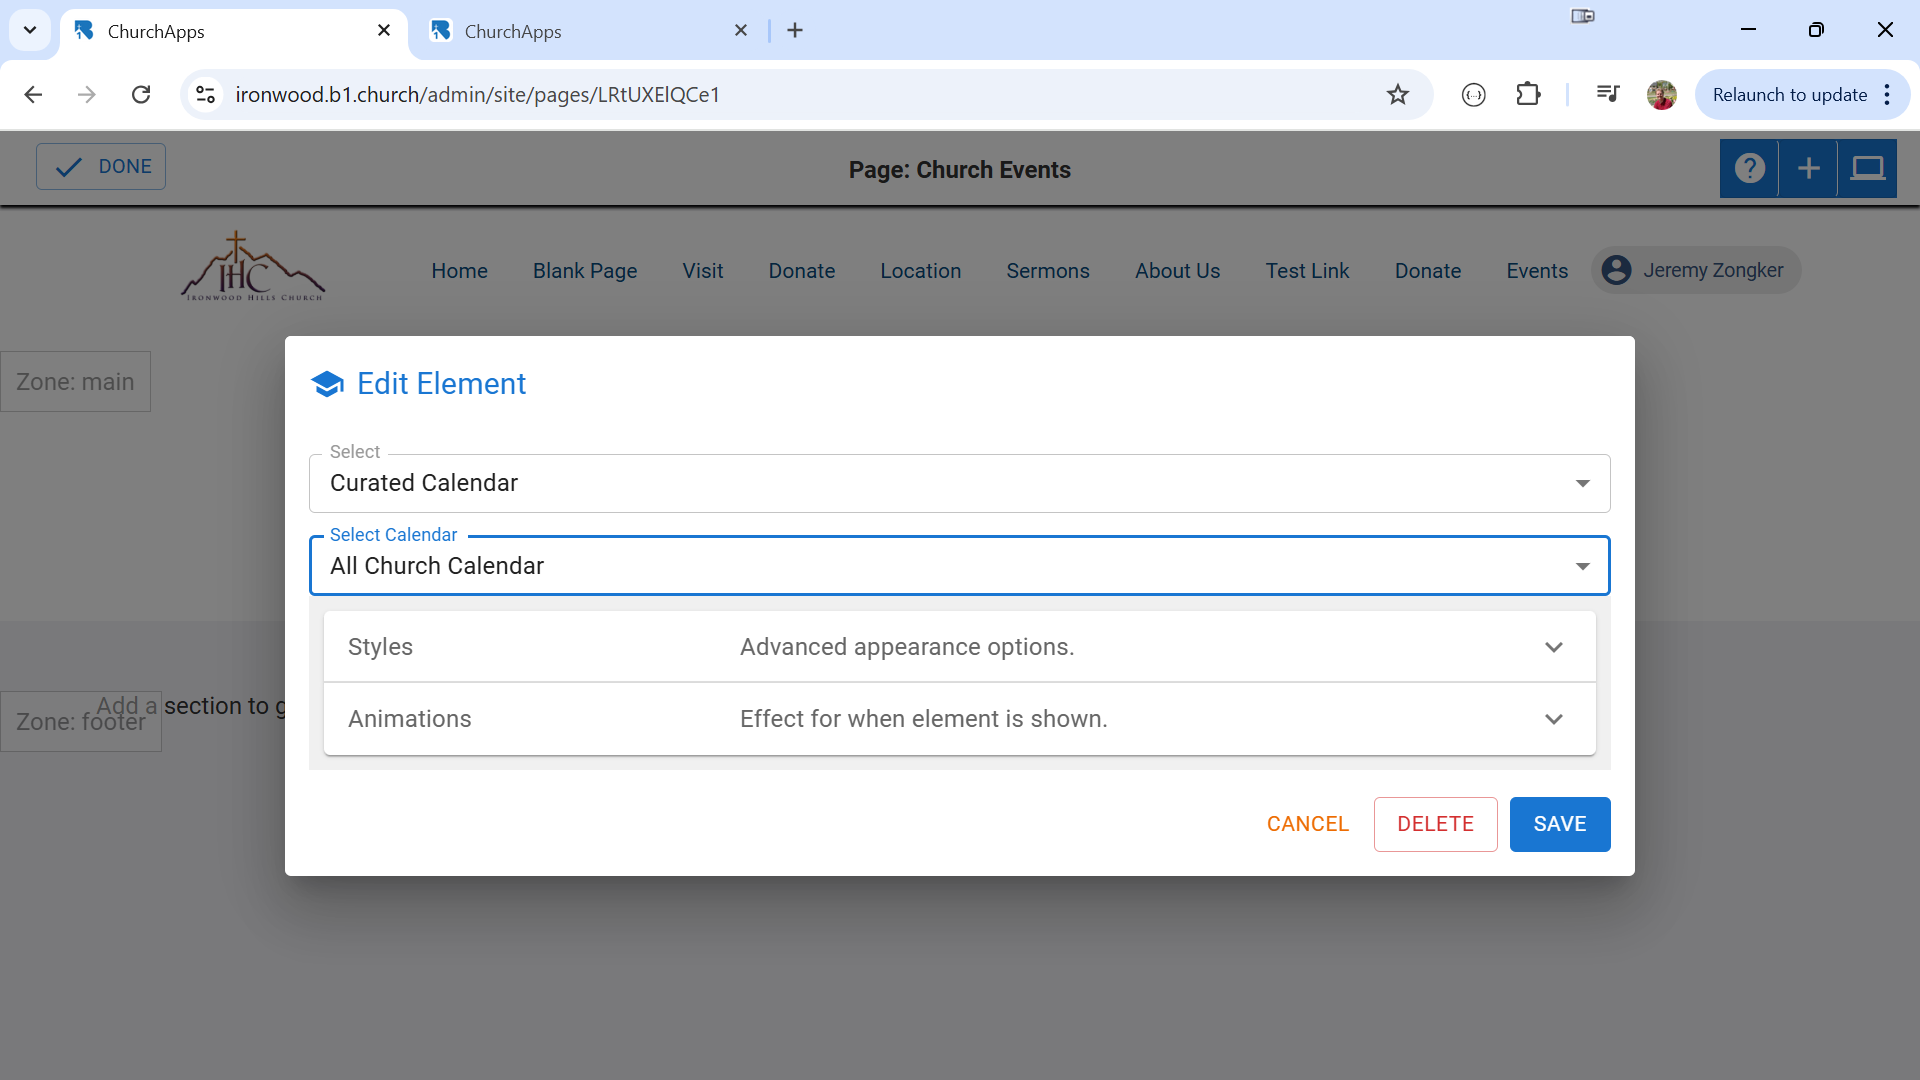 ChurchApps
ChurchApps
ironwood.b1.church/admin/site/pages/LRtUXElQCe1
Relaunch to update
DONE
Page: Church Events
IHC
IRONWOOD HILLS CHURCH
Home
Blank Page
Visit
Donate
Location
Sermons
About Us
Test Link
Donate
Events
Jeremy Zongker
Zone: main
Edit Element
Select
Curated Calendar
Select Calendar
All Church Calendar
Styles
Advanced appearance options.
Add a section to g
Zone: footer
Animations
Effect for when element is shown.
CANCEL
DELETE
SAVE